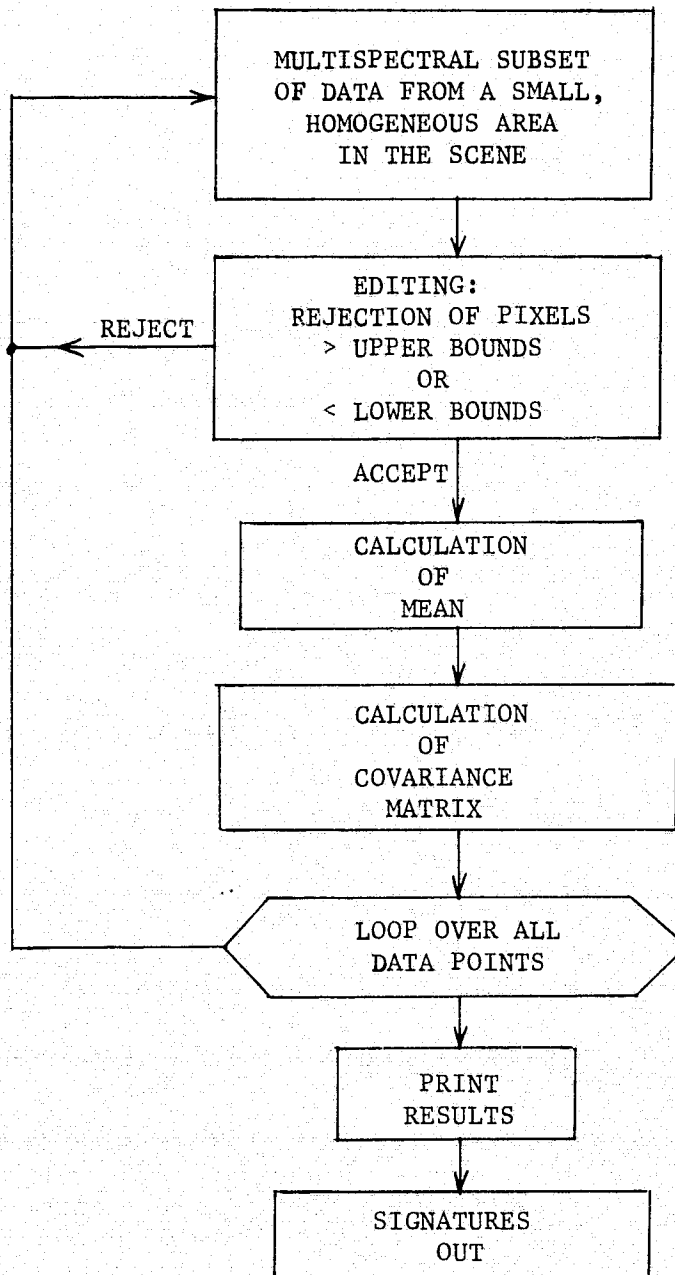 MULTISPECTRAL SUBSET
OF DATA FROM A SMALL,
HOMOGENEOUS AREA
IN THE SCENE
EDITING:
REJECTION OF PIXELS
> UPPER BOUNDS
OR
< LOWER BOUNDS
REJECT
ACCEPT
CALCULATION
OF
MEAN
CALCULATION
OF
COVARIANCE
MATRIX
LOOP OVER ALL
DATA POINTS
PRINT
RESULTS
SIGNATURES
OUT